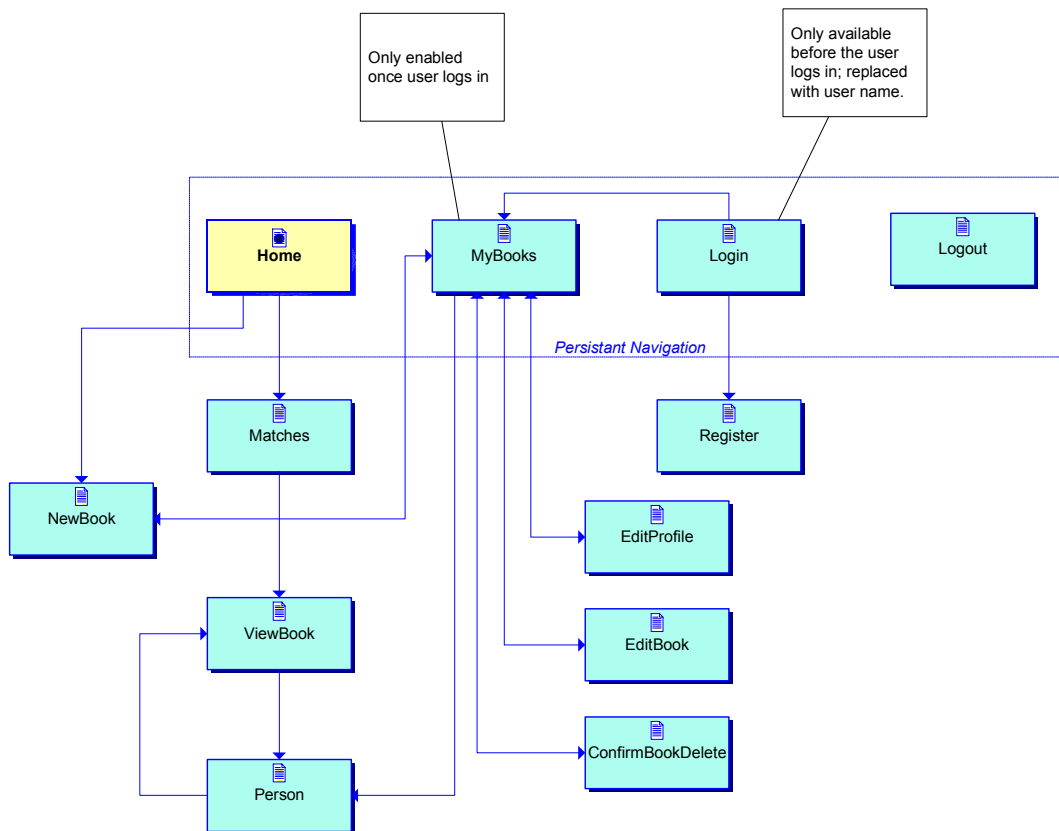 Only enabled
once user logs in
Only available
before the user
logs in; replaced
with user name.
Home
MyBooks
Login
Logout
Persistant Navigation
Matches
Register
NewBook
EditProfile
ViewBook
EditBook
ConfirmBookDelete
Person